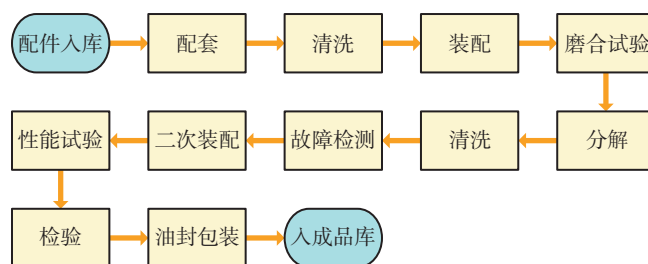 配件入库
配套
清洗
装配
磨合试验
分解
清洗
故障检测
二次装配
性能试验
检验
油封包装
入成品库